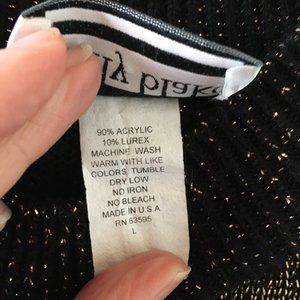 90% ACRYLIC
10% LUREX
MACHINE WASH
WARM WITH LIKE
COLORS, TUMBLE
DRY LOW
NO IRON
NO BLEACH
MADE IN U.S.A
RN 63595
L